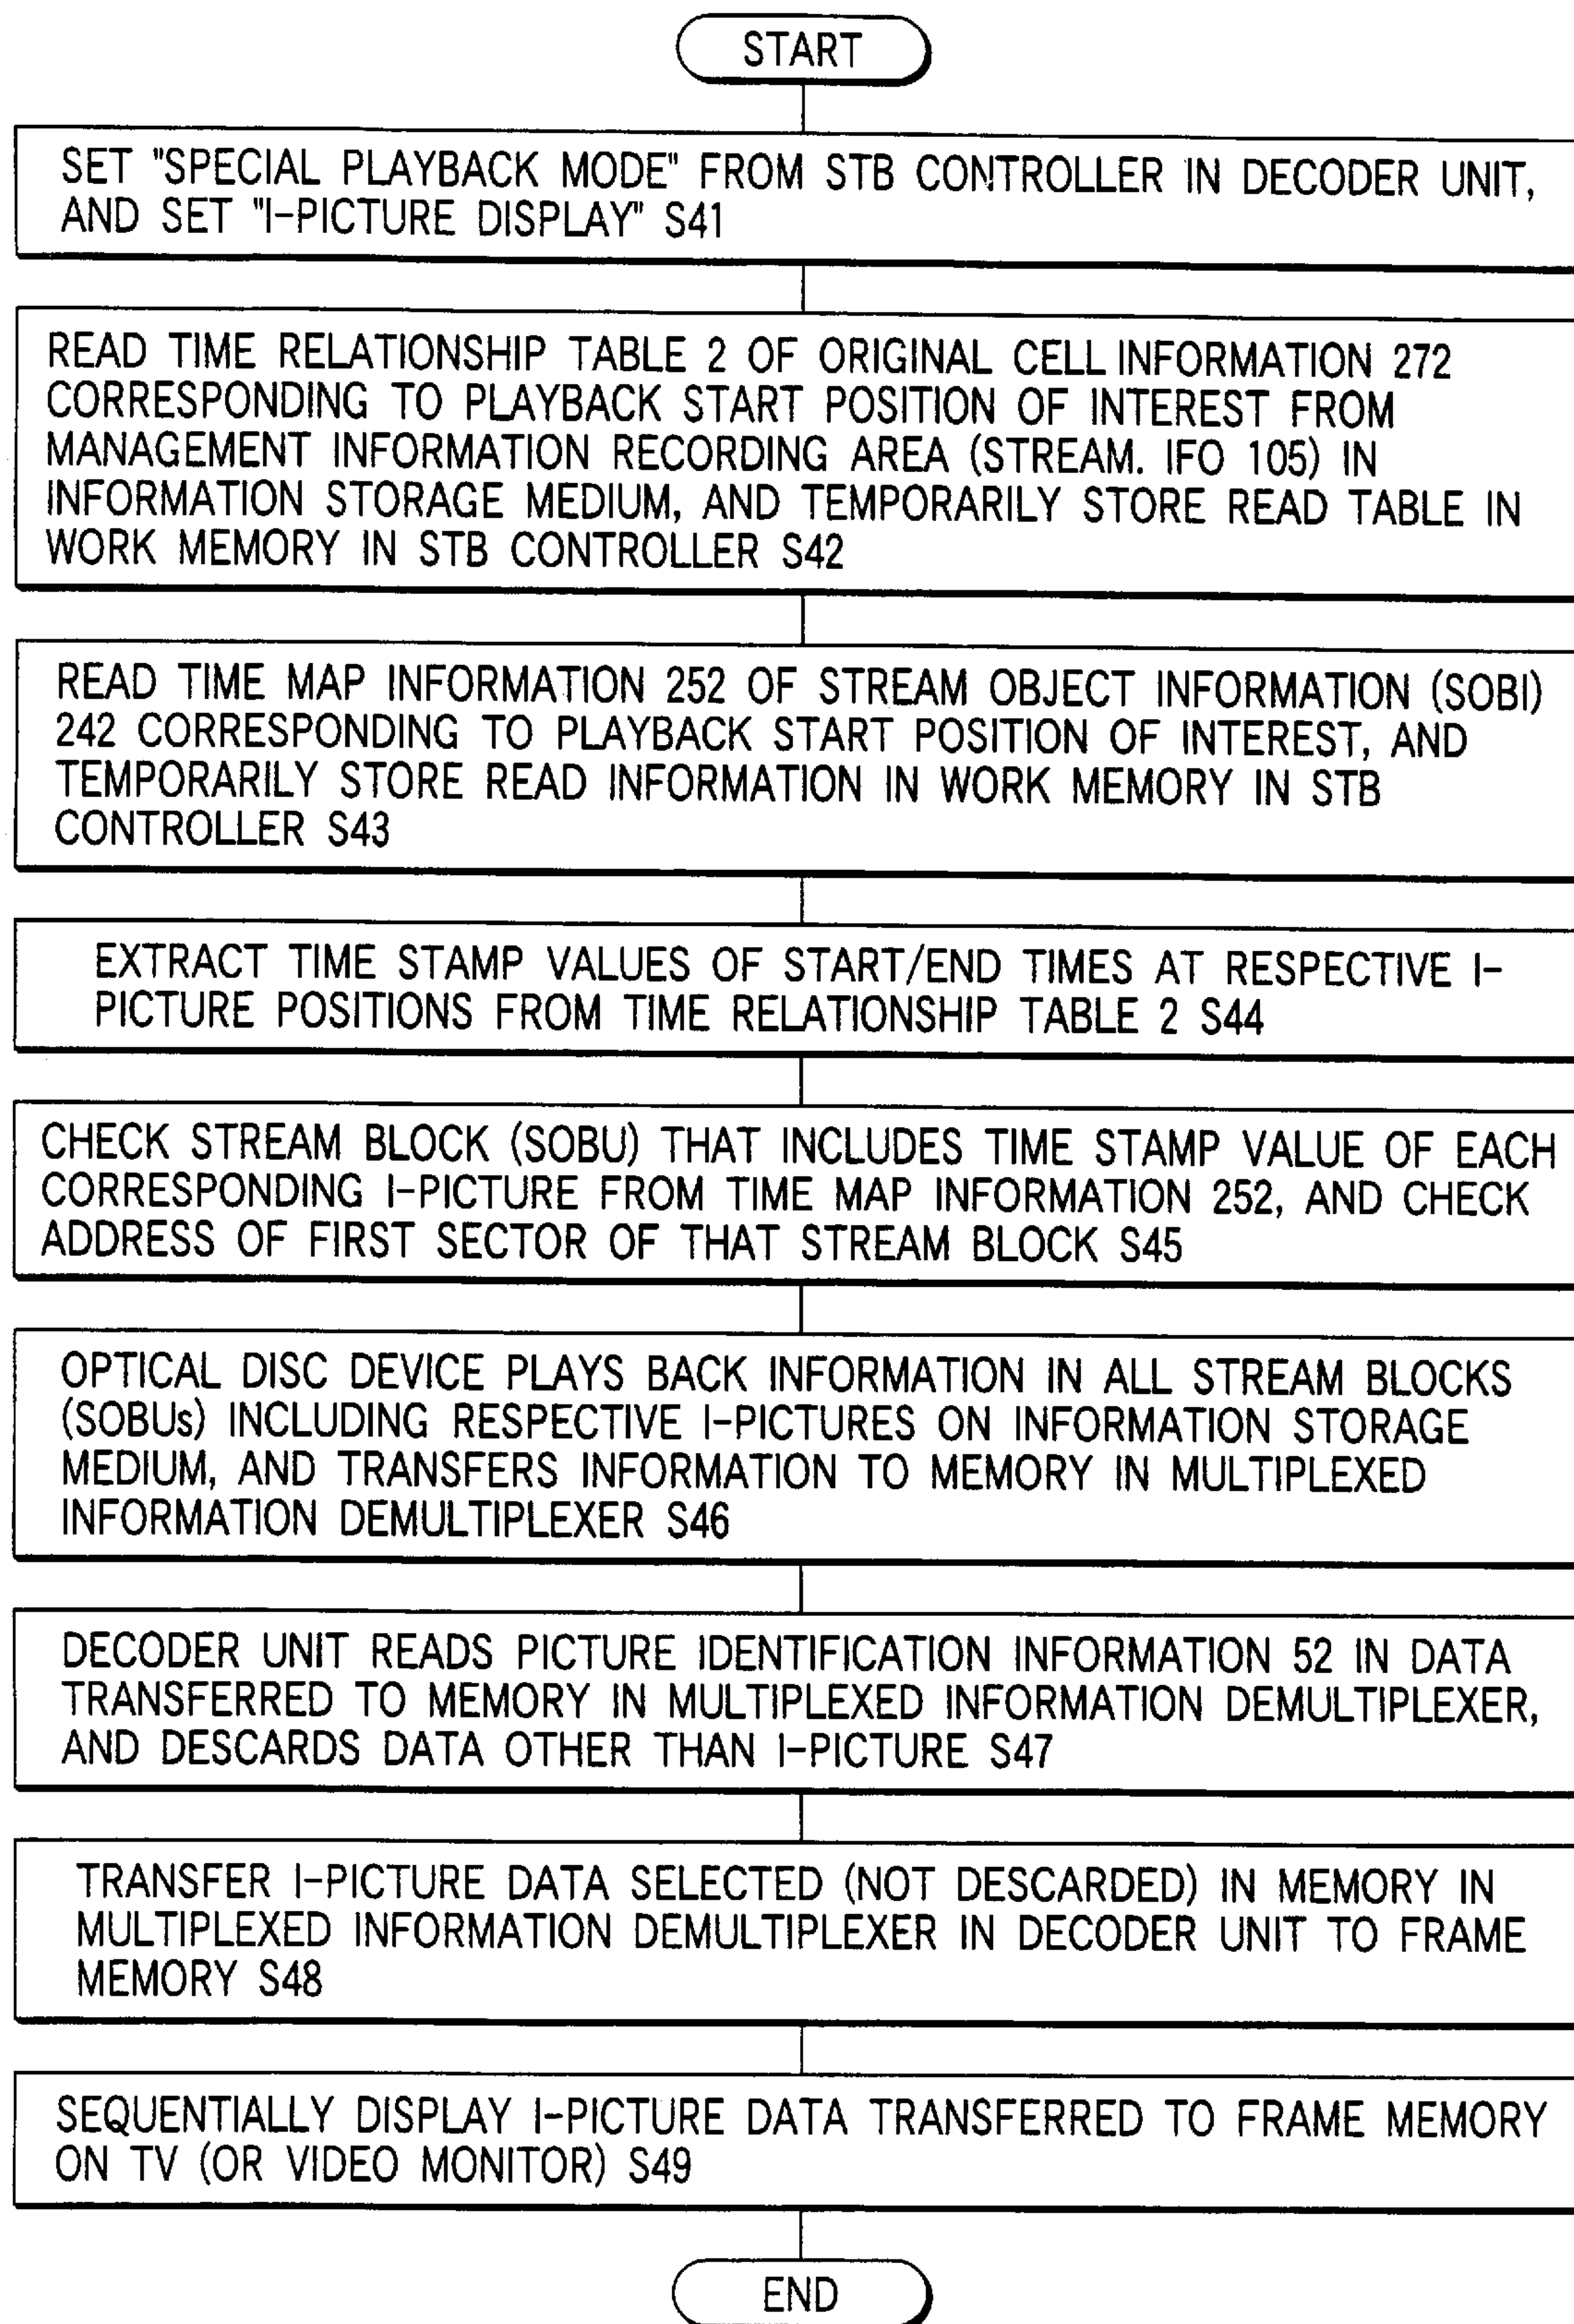 START
SET "SPECIAL PLAYBACK MODE" FROM STB CONTROLLER IN DECODER UNIT,
AND SET "I-PICTURE DISPLAY" S41
READ TIME RELATIONSHIP TABLE 2 OF ORIGINAL CELL INFORMATION 272
CORRESPONDING TO PLAYBACK START POSITION OF INTEREST FROM
MANAGEMENT INFORMATION RECORDING AREA (STREAM. IFO 105) IN
INFORMATION STORAGE MEDIUM, AND TEMPORARILY STORE READ TABLE IN
WORK MEMORY IN STB CONTROLLER S42
READ TIME MAP INFORMATION 252 OF STREAM OBJECT INFORMATION (SOBI)
242 CORRESPONDING TO PLAYBACK START POSITION OF INTEREST, AND
TEMPORARILY STORE READ INFORMATION IN WORK MEMORY IN STB
CONTROLLER S43
EXTRACT TIME STAMP VALUES OF START/END TIMES AT RESPECTIVE I-
PICTURE POSITIONS FROM TIME RELATIONSHIP TABLE 2 S44
CHECK STREAM BLOCK (SOBU) THAT INCLUDES TIME STAMP VALUE OF EACH
CORRESPONDING I-PICTURE FROM TIME MAP INFORMATION 252, AND CHECK
ADDRESS OF FIRST SECTOR OF THAT STREAM BLOCK S45
OPTICAL DISC DEVICE PLAYS BACK INFORMATION IN ALL STREAM BLOCKS
(SOBUs) INCLUDING RESPECTIVE I-PICTURES ON INFORMATION STORAGE
MEDIUM, AND TRANSFERS INFORMATION TO MEMORY IN MULTIPLEXED
INFORMATION DEMULTIPLEXER S46
DECODER UNIT READS PICTURE IDENTIFICATION INFORMATION 52 IN DATA
TRANSFERRED TO MEMORY IN MULTIPLEXED INFORMATION DEMULTIPLEXER,
AND DESCARDS DATA OTHER THAN I-PICTURE S47
TRANSFER I-PICTURE DATA SELECTED (NOT DESCARDED) IN MEMORY IN
MULTIPLEXED INFORMATION DEMULTIPLEXER IN DECODER UNIT TO FRAME
MEMORY S48
SEQUENTIALLY DISPLAY I-PICTURE DATA TRANSFERRED TO FRAME MEMORY
ON TV (OR VIDEO MONITOR) S49
END